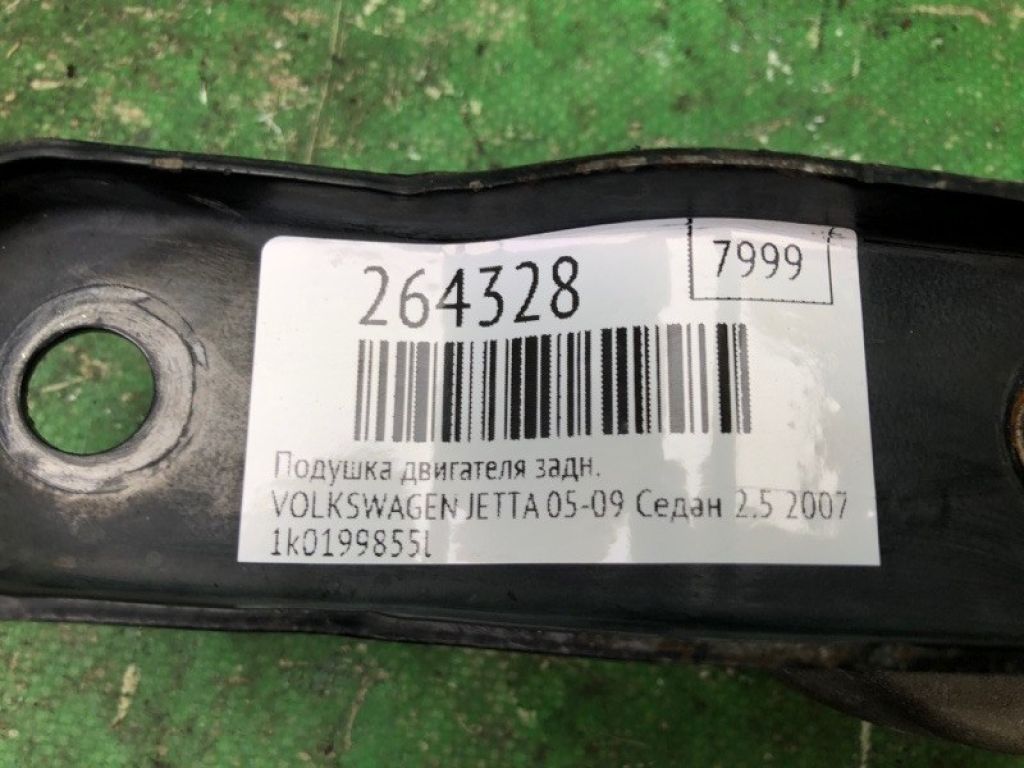 7999
264328
Подушка двигателя задн.
VOLKSWAGEN JETTA 05-09 Седан 2.5 2007
1k0199855l